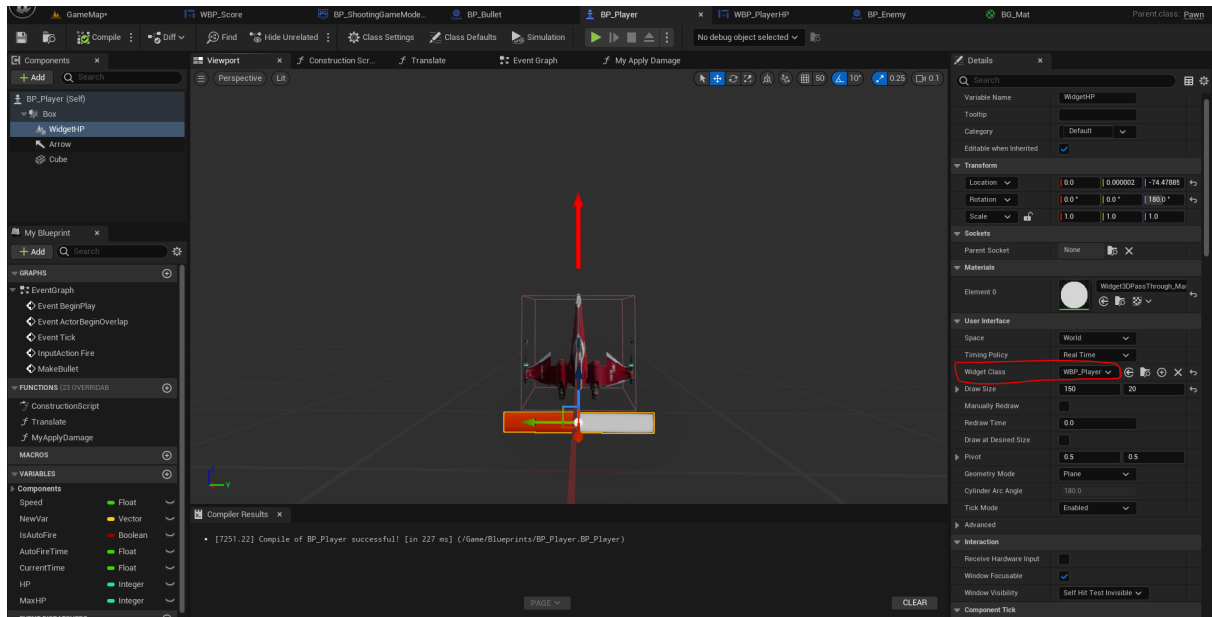 GameMap•
WBP_Score
BP_ShootingGameMode...
BP_Bullet
BP_Player
WBP_PlayerHP
BP_Enemy
BG_Mat
Parent class: Pawn
Compile
Diff
Find
Hide Unrelated
Class Settings
Class Defaults
Simulation
No debug object selected
Components
Viewport
Construction Scr...
Translate
Event Graph
My Apply Damage
Details
+ Add
Search
Perspective
Lit
50
10°
0.25
0.1
Search
BP_Player (Self)
Box
WidgetHP
Arrow
Cube
Variable Name
WidgetHP
Tooltip
Category
Default
Editable when Inherited
Transform
Location
0.0
0.000002
-74.47885
Rotation
0.0 °
0.0 °
180.0 °
Scale
1.0
1.0
1.0
Sockets
Parent Socket
None
Materials
Element 0
Widget3DPassThrough_Ma
User Interface
Space
World
Timing Policy
Real Time
Widget Class
WBP_Player
Draw Size
150
20
Manually Redraw
Redraw Time
0.0
Draw at Desired Size
Pivot
0.5
0.5
Geometry Mode
Plane
Cylinder Arc Angle
180.0
Tick Mode
Enabled
Advanced
Interaction
Receive Hardware Input
Window Focusable
Window Visibility
Self Hit Test Invisible
Component Tick
My Blueprint
+ Add
Search
GRAPHS
EventGraph
Event BeginPlay
Event ActorBeginOverlap
Event Tick
InputAction Fire
MakeBullet
FUNCTIONS (23 OVERRIDAB
ConstructionScript
Translate
MyApplyDamage
MACROS
VARIABLES
Components
Speed
Float
NewVar
Vector
IsAutoFire
Boolean
AutoFireTime
Float
CurrentTime
Float
HP
Integer
MaxHP
Integer
Z
Y
Compiler Results
• [7251.22] Compile of BP_Player successful! [in 227 ms] (/Game/Blueprints/BP_Player.BP_Player)
PAGE
CLEAR